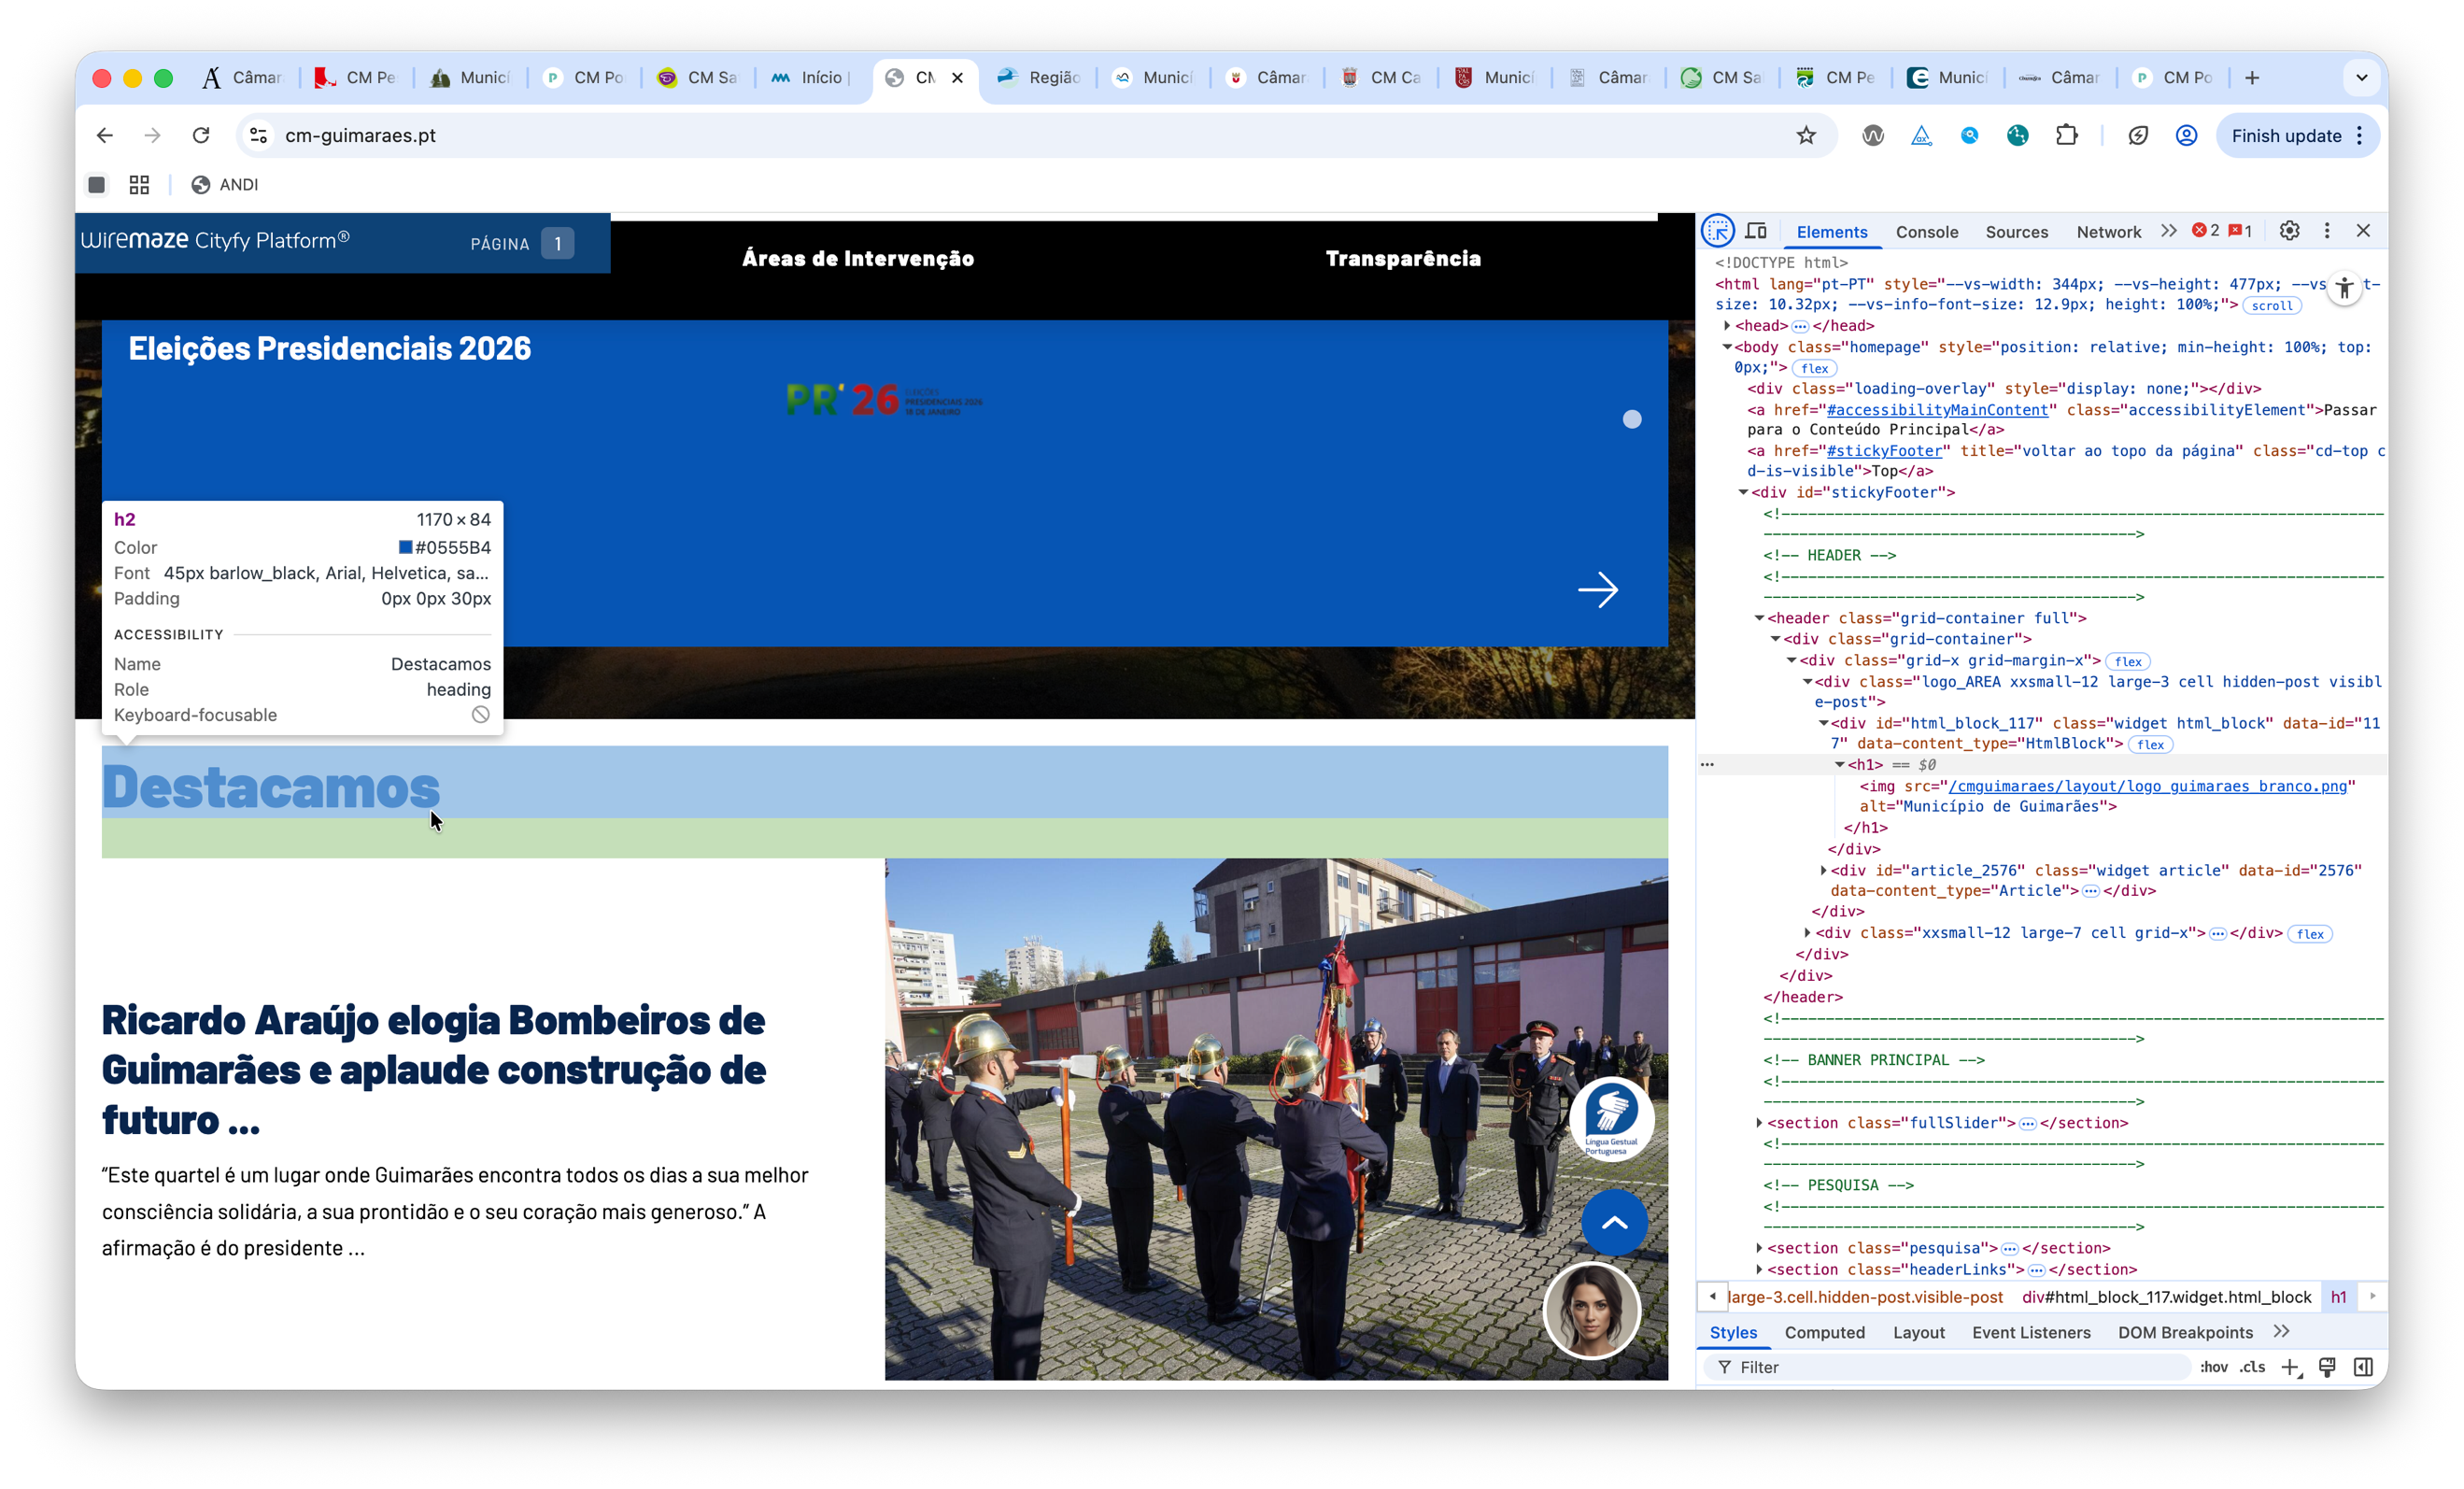 Câmar
CM Pe
Municí
CM Po
CM Sa
Início |
CM
Região
Municí
Câmar
CM Ca
Municí
Câmar
CM Sa
CM Pe
Municí
Câmar
CM Po
cm-guimaraes.pt
Finish update
ANDI
wiremaze Cityfy Platform®
PÁGINA 1
Áreas de Intervenção
Transparência
Eleições Presidenciais 2026
PR'26 ELEIÇÕES
PRESIDENCIAIS 2026
18 DE JANEIRO
h2 1170 × 84
Color #0555B4
Font 45px barlow_black, Arial, Helvetica, sa...
Padding 0px 0px 30px
ACCESSIBILITY
Name Destacamos
Role heading
Keyboard-focusable
Destacamos
Ricardo Araújo elogia Bombeiros de
Guimarães e aplaude construção de
futuro ...
“Este quartel é um lugar onde Guimarães encontra todos os dias a sua melhor
consciência solidária, a sua prontidão e o seu coração mais generoso.” A
afirmação é do presidente ...
Língua Gestual
Portuguesa
Elements Console Sources Network 2 1
<!DOCTYPE html>
<html lang="pt-PT" style="--vs-width: 344px; --vs-height: 477px; --vs t-
size: 10.32px; --vs-info-font-size: 12.9px; height: 100%;"> scroll
<head> ⋯ </head>
<body class="homepage" style="position: relative; min-height: 100%; top:
0px;"> flex
<div class="loading-overlay" style="display: none;"></div>
<a href="#accessibilityMainContent" class="accessibilityElement">Passar
para o Conteúdo Principal</a>
<a href="#stickyFooter" title="voltar ao topo da página" class="cd-top c
d-is-visible">Top</a>
<div id="stickyFooter">
<!----------------------------------------------------------------------
------------------------------------------>
<!-- HEADER -->
<!----------------------------------------------------------------------
------------------------------------------>
<header class="grid-container full">
<div class="grid-container">
<div class="grid-x grid-margin-x"> flex
<div class="logo_AREA xxsmall-12 large-3 cell hidden-post visibl
e-post">
<div id="html_block_117" class="widget html_block" data-id="11
7" data-content_type="HtmlBlock"> flex
<h1> == $0
<img src="/cmguimaraes/layout/logo_guimaraes_branco.png"
alt="Município de Guimarães">
</h1>
</div>
<div id="article_2576" class="widget article" data-id="2576"
data-content_type="Article"> ⋯ </div>
</div>
<div class="xxsmall-12 large-7 cell grid-x"> ⋯ </div> flex
</div>
</div>
</header>
<!----------------------------------------------------------------------
------------------------------------------>
<!-- BANNER PRINCIPAL -->
<!----------------------------------------------------------------------
------------------------------------------>
<section class="fullSlider"> ⋯ </section>
<!----------------------------------------------------------------------
------------------------------------------>
<!-- PESQUISA -->
<!----------------------------------------------------------------------
------------------------------------------>
<section class="pesquisa"> ⋯ </section>
<section class="headerLinks"> ⋯ </section>
large-3.cell.hidden-post.visible-post div#html_block_117.widget.html_block h1
Styles Computed Layout Event Listeners DOM Breakpoints
Filter :hov .cls